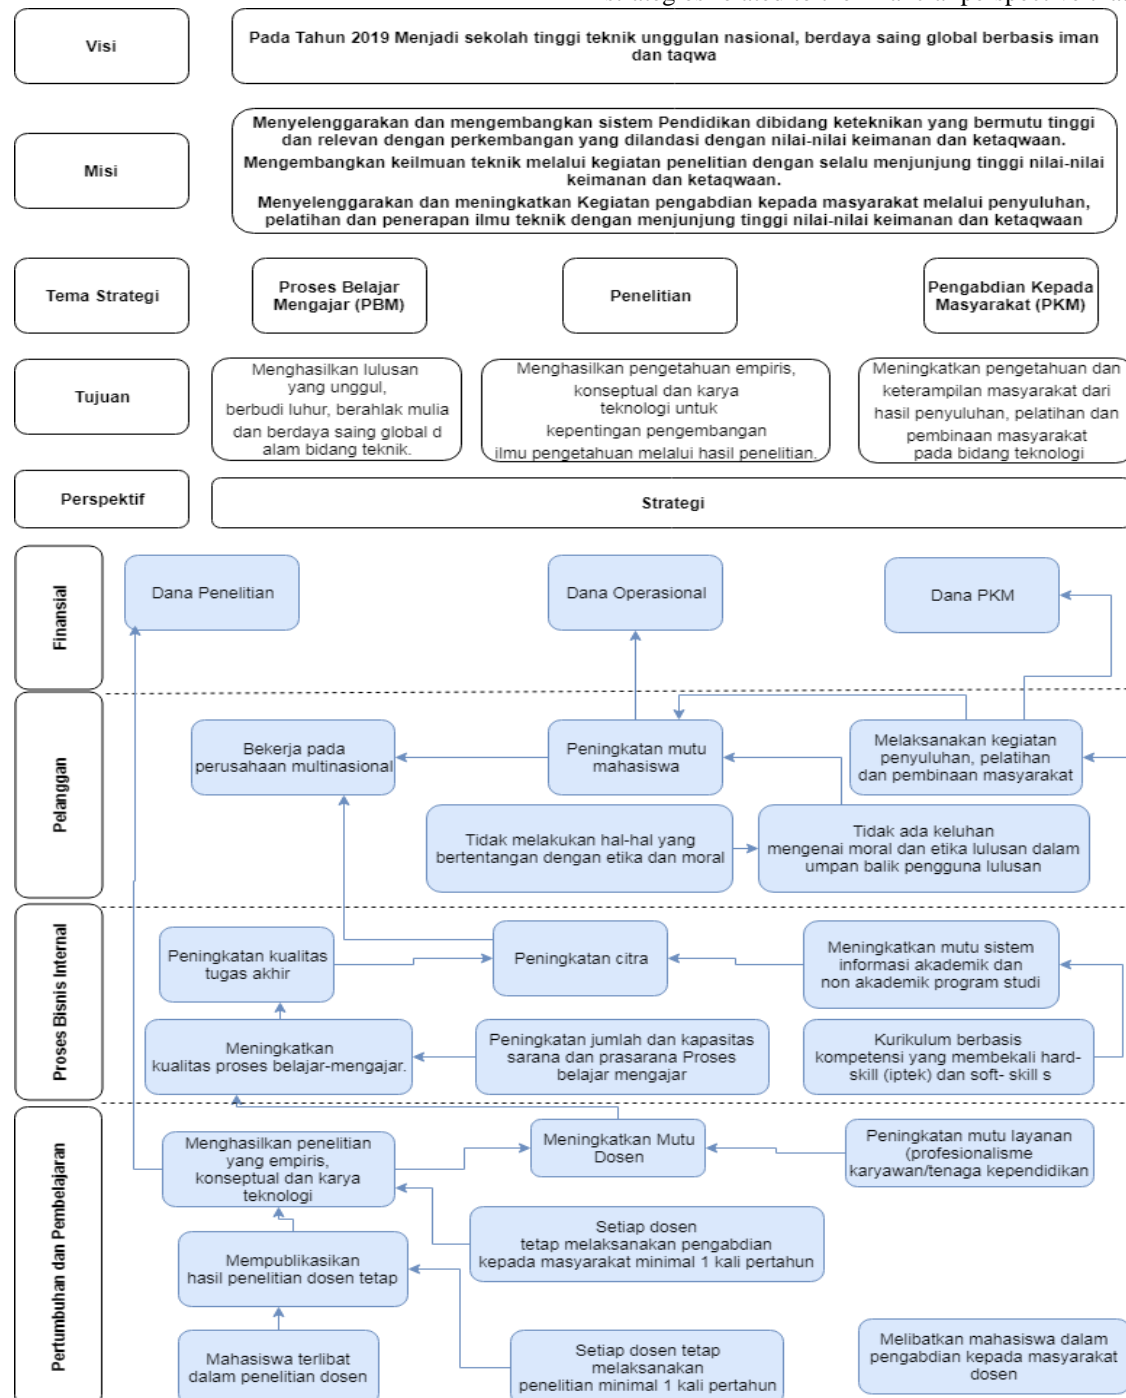 Visi
Pada Tahun 2019 Menjadi sekolah tinggi teknik unggulan nasional, berdaya saing global berbasis iman
dan taqwa
Misi
Menyelenggarakan dan mengembangkan sistem Pendidikan dibidang keteknikan yang bermutu tinggi
dan relevan dengan perkembangan yang dilandasi dengan nilai-nilai keimanan dan ketaqwaan.
Mengembangkan keilmuan teknik melalui kegiatan penelitian dengan selalu menjunjung tinggi nilai-nilai
keimanan dan ketaqwaan.
Menyelenggarakan dan meningkatkan Kegiatan pengabdian kepada masyarakat melalui penyuluhan,
pelatihan dan penerapan ilmu teknik dengan menjunjung tinggi nilai-nilai keimanan dan ketaqwaan
Tema Strategi
Proses Belajar
Mengajar (PBM)
Penelitian
Pengabdian Kepada
Masyarakat (PKM)
Tujuan
Menghasilkan lulusan
yang unggul,
berbudi luhur, berahlak mulia
dan berdaya saing global d
alam bidang teknik.
Menghasilkan pengetahuan empiris,
konseptual dan karya
teknologi untuk
kepentingan pengembangan
ilmu pengetahuan melalui hasil penelitian.
Meningkatkan pengetahuan dan
keterampilan masyarakat dari
hasil penyuluhan, pelatihan dan
pembinaan masyarakat
pada bidang teknologi
Perspektif
Strategi
Finansial
Dana Penelitian
Dana Operasional
Dana PKM
Pelanggan
Bekerja pada
perusahaan multinasional
Peningkatan mutu
mahasiswa
Melaksanakan kegiatan
penyuluhan, pelatihan
dan pembinaan masyarakat
Tidak melakukan hal-hal yang
bertentangan dengan etika dan moral
Tidak ada keluhan
mengenai moral dan etika lulusan dalam
umpan balik pengguna lulusan
Proses Bisnis Internal
Peningkatan kualitas
tugas akhir
Peningkatan citra
Meningkatkan mutu sistem
informasi akademik dan
non akademik program studi
Meningkatkan
kualitas proses belajar-mengajar.
Peningkatan jumlah dan kapasitas
sarana dan prasarana Proses
belajar mengajar
Kurikulum berbasis
kompetensi yang membekali hard-
skill (iptek) dan soft- skill s
Pertumbuhan dan Pembelajaran
Menghasilkan penelitian
yang empiris,
konseptual dan karya
teknologi
Meningkatkan Mutu
Dosen
Peningkatan mutu layanan
(profesionalisme
karyawan/tenaga kependidikan
Setiap dosen
tetap melaksanakan pengabdian
kepada masyarakat minimal 1 kali pertahun
Mempublikasikan
hasil penelitian dosen tetap
Mahasiswa terlibat
dalam penelitian dosen
Setiap dosen tetap
melaksanakan
penelitian minimal 1 kali pertahun
Melibatkan mahasiswa dalam
pengabdian kepada masyarakat
dosen